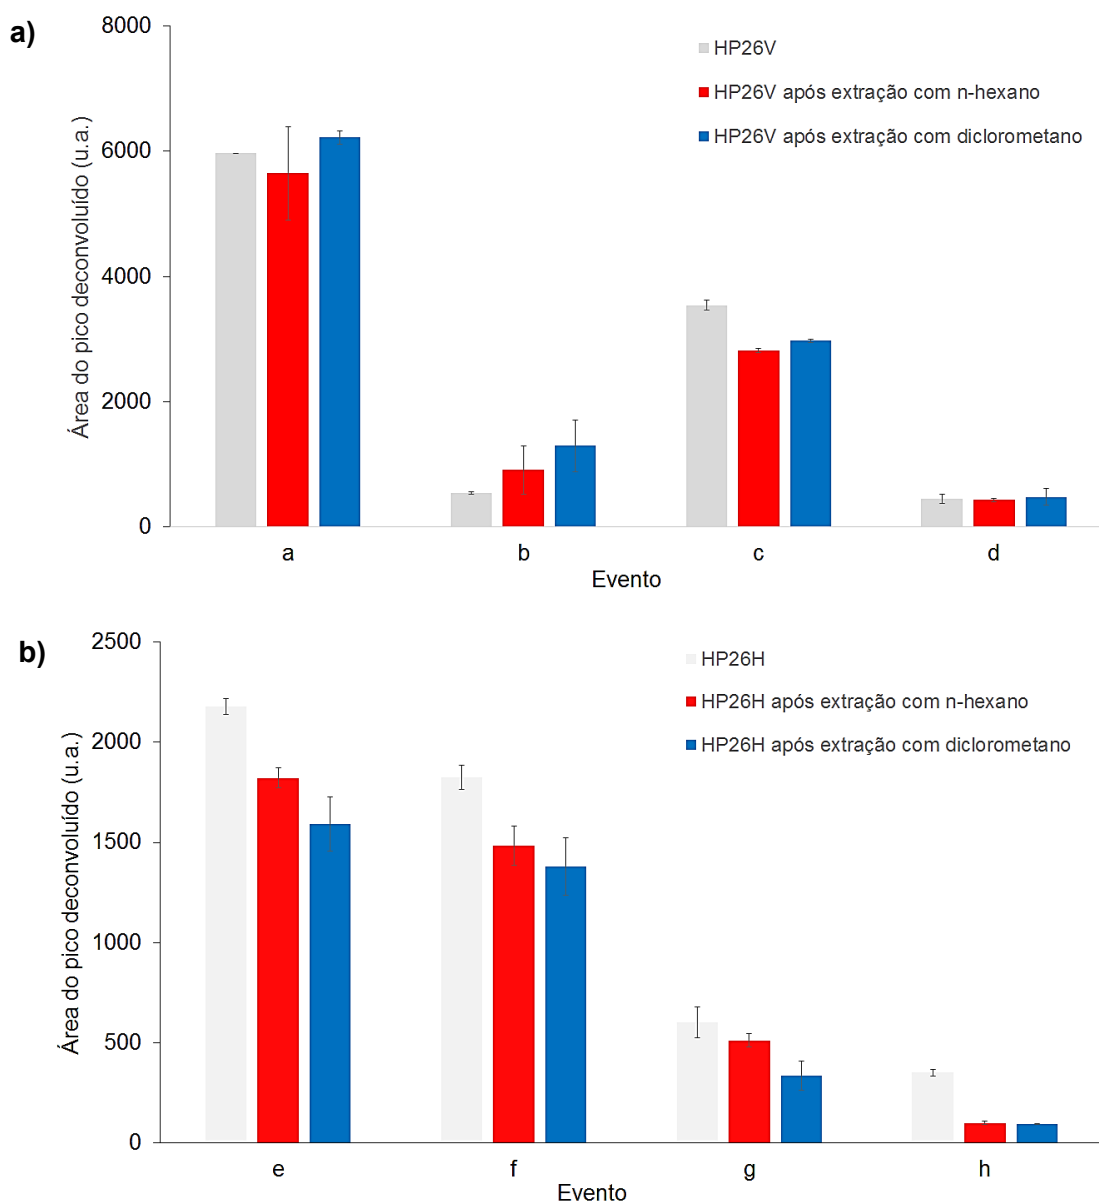 a)
8000
6000
4000
2000
0
Área do pico deconvoluído (u.a.)
HP26V
HP26V após extração com n-hexano
HP26V após extração com diclorometano
a b c d
Evento
b)
2500
2000
1500
1000
500
0
Área do pico deconvoluído (u.a.)
HP26H
HP26H após extração com n-hexano
HP26H após extração com diclorometano
e f g h
Evento